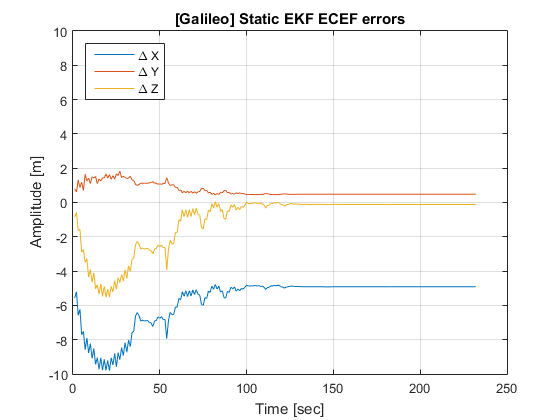 [Galileo] Static EKF ECEF errors
Δ X
Δ Y
Δ Z
10
8
6
4
2
0
-2
-4
-6
-8
-10
Amplitude [m]
0 50 100 150 200 250
Time [sec]